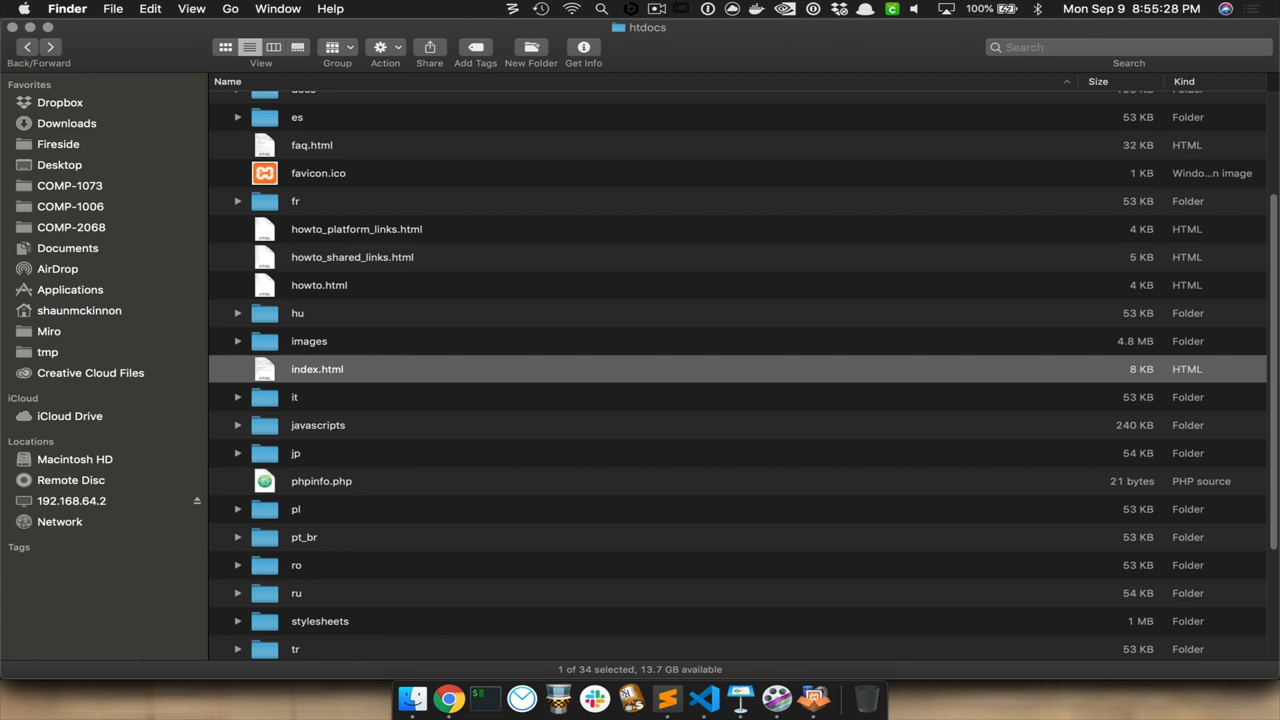 Finder File Edit View Go Window Help 100% Mon Sep 9 8:55:28 PM
htdocs
Back/Forward View Group Action Share Add Tags New Folder Get Info Search
Search
Name Size Kind
Favorites
Dropbox
Downloads
Fireside
Desktop
COMP-1073
COMP-1006
COMP-2068
Documents
AirDrop
Applications
shaunmckinnon
Miro
tmp
Creative Cloud Files
iCloud
iCloud Drive
Locations
Macintosh HD
Remote Disc
192.168.64.2
Network
Tags
es 53 KB Folder
faq.html 32 KB HTML
favicon.ico 1 KB Windo...n image
fr 53 KB Folder
howto_platform_links.html 4 KB HTML
howto_shared_links.html 5 KB HTML
howto.html 4 KB HTML
hu 53 KB Folder
images 4.8 MB Folder
index.html 8 KB HTML
it 53 KB Folder
javascripts 240 KB Folder
jp 54 KB Folder
phpinfo.php 21 bytes PHP source
pl 53 KB Folder
pt_br 53 KB Folder
ro 53 KB Folder
ru 54 KB Folder
stylesheets 1 MB Folder
tr 53 KB Folder
1 of 34 selected, 13.7 GB available